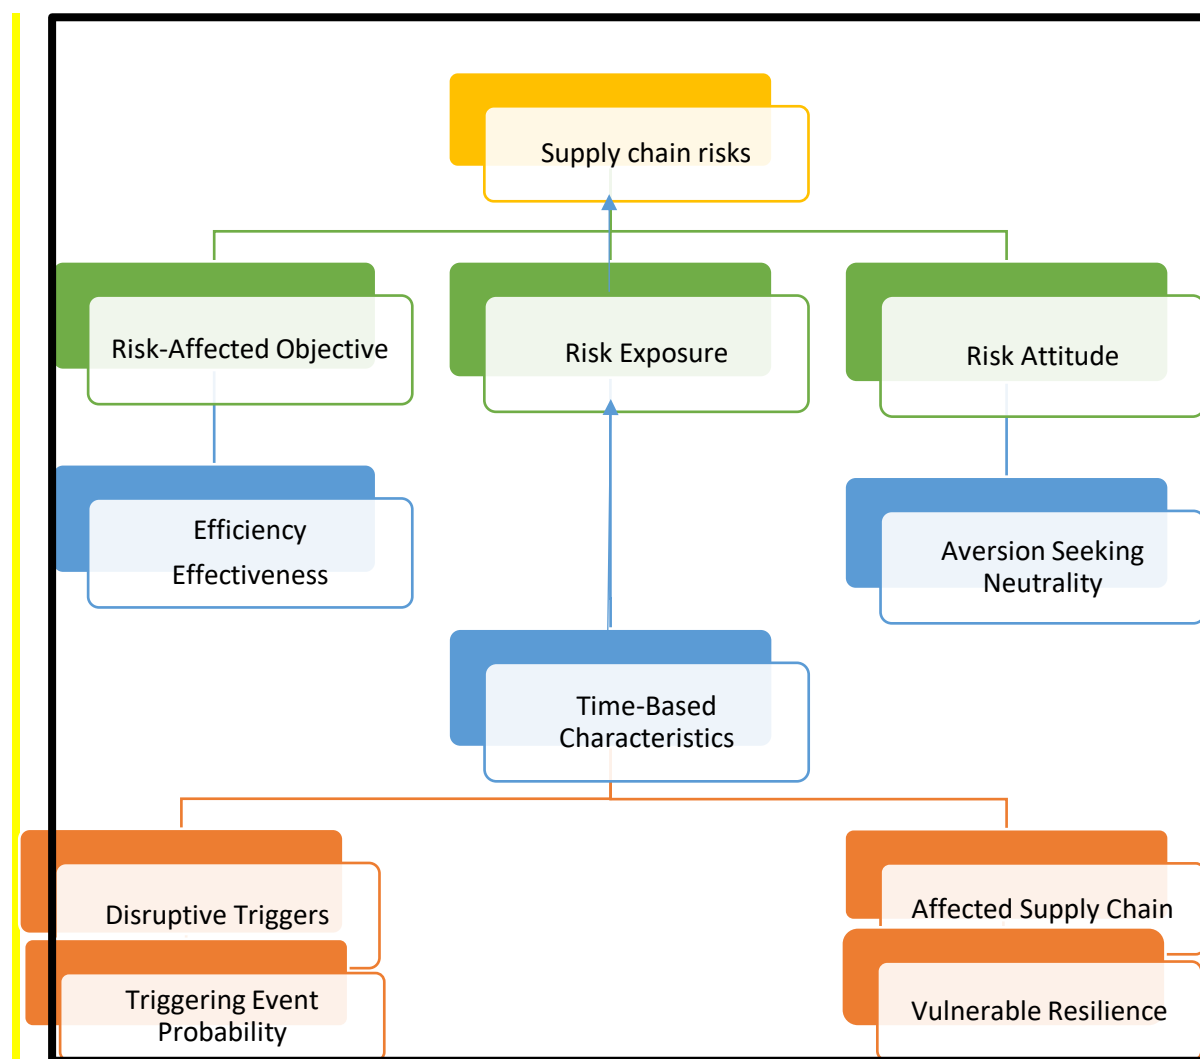 Supply chain risks
Risk-Affected Objective
Risk Exposure
Risk Attitude
Efficiency
Effectiveness
Aversion Seeking
Neutrality
Time-Based
Characteristics
Disruptive Triggers
Affected Supply Chain
Triggering Event
Probability
Vulnerable Resilience